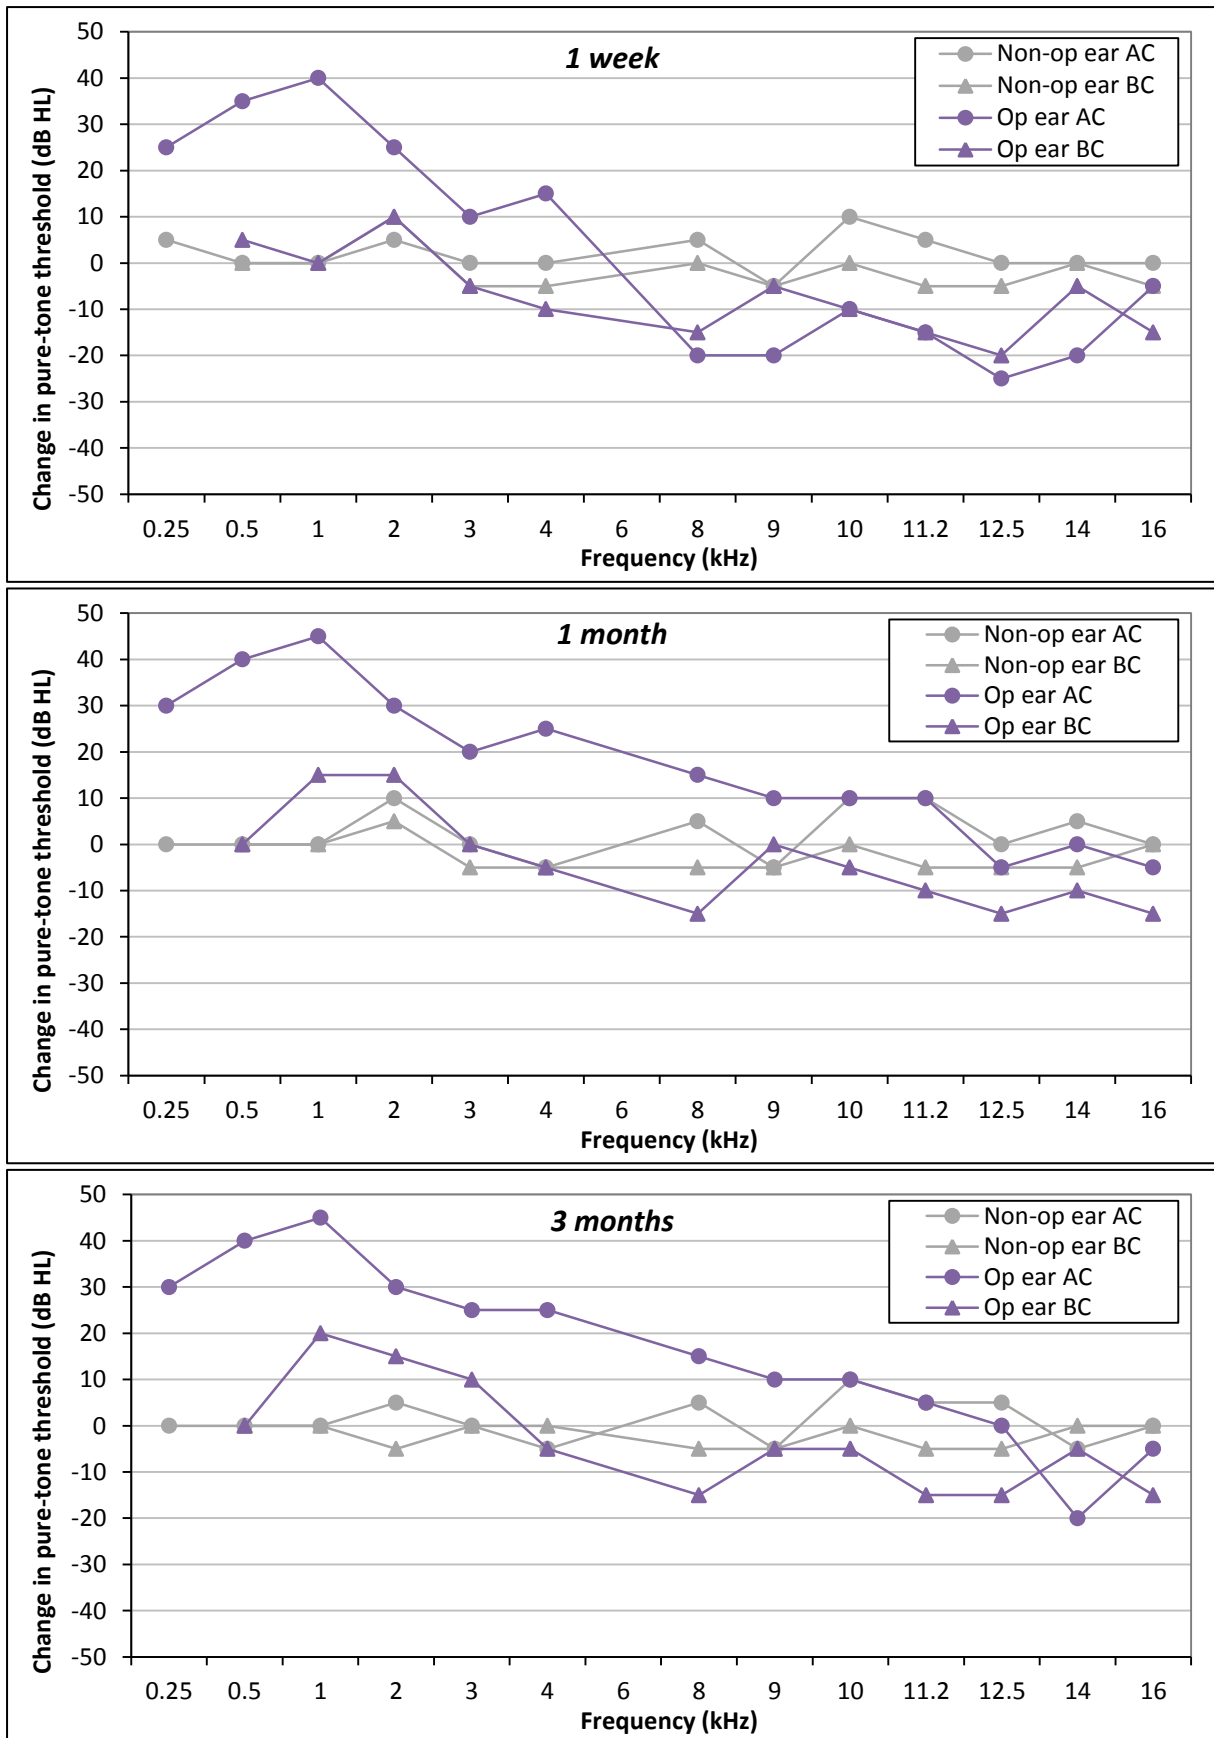 1 week
Non-op ear AC
Non-op ear BC
Op ear AC
Op ear BC
Change in pure-tone threshold (dB HL)
50
40
30
20
10
0
-10
-20
-30
-40
-50
0.25 0.5 1 2 3 4 6 8 9 10 11.2 12.5 14 16
Frequency (kHz)
1 month
Non-op ear AC
Non-op ear BC
Op ear AC
Op ear BC
Change in pure-tone threshold (dB HL)
50
40
30
20
10
0
-10
-20
-30
-40
-50
0.25 0.5 1 2 3 4 6 8 9 10 11.2 12.5 14 16
Frequency (kHz)
3 months
Non-op ear AC
Non-op ear BC
Op ear AC
Op ear BC
Change in pure-tone threshold (dB HL)
50
40
30
20
10
0
-10
-20
-30
-40
-50
0.25 0.5 1 2 3 4 6 8 9 10 11.2 12.5 14 16
Frequency (kHz)